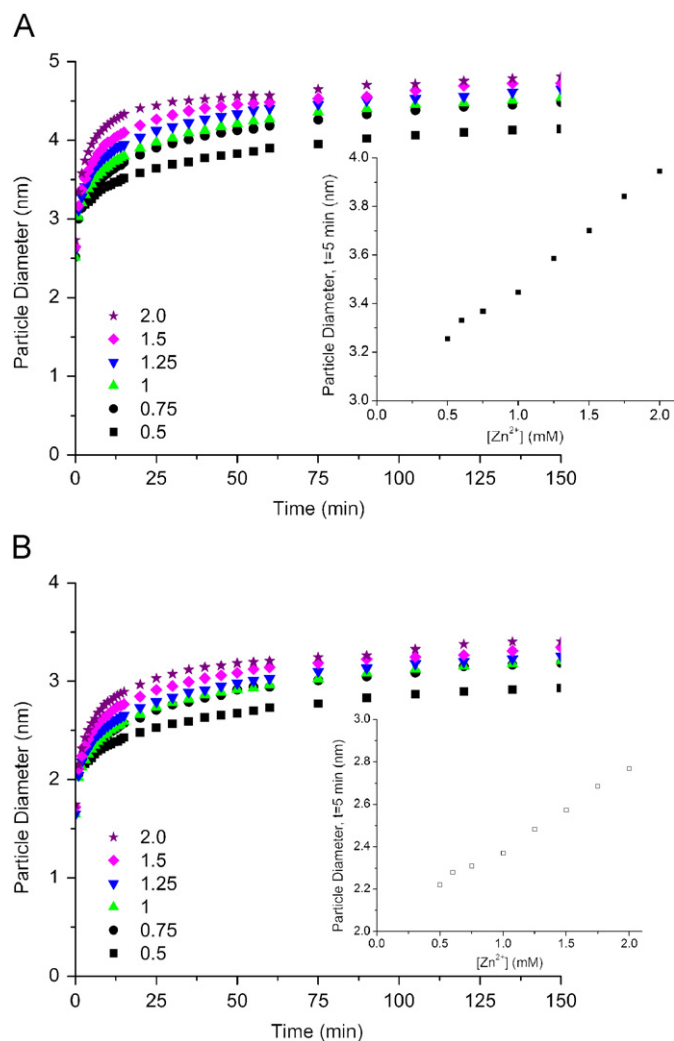 A
5
4
3
2
1
0
Particle Diameter (nm)
2.0
1.5
1.25
1
0.75
0.5
0 25 50 75 100 125 150
Time (min)
4.0
3.8
3.6
3.4
3.2
3.0
Particle Diameter, t=5 min (nm)
0.0 0.5 1.0 1.5 2.0
[Zn²⁺] (mM)
B
4
3
2
1
0
Particle Diameter (nm)
2.0
1.5
1.25
1
0.75
0.5
0 25 50 75 100 125 150
Time (min)
3.0
2.8
2.6
2.4
2.2
2.0
Particle Diameter, t=5 min (nm)
0.0 0.5 1.0 1.5 2.0
[Zn²⁺] (mM)